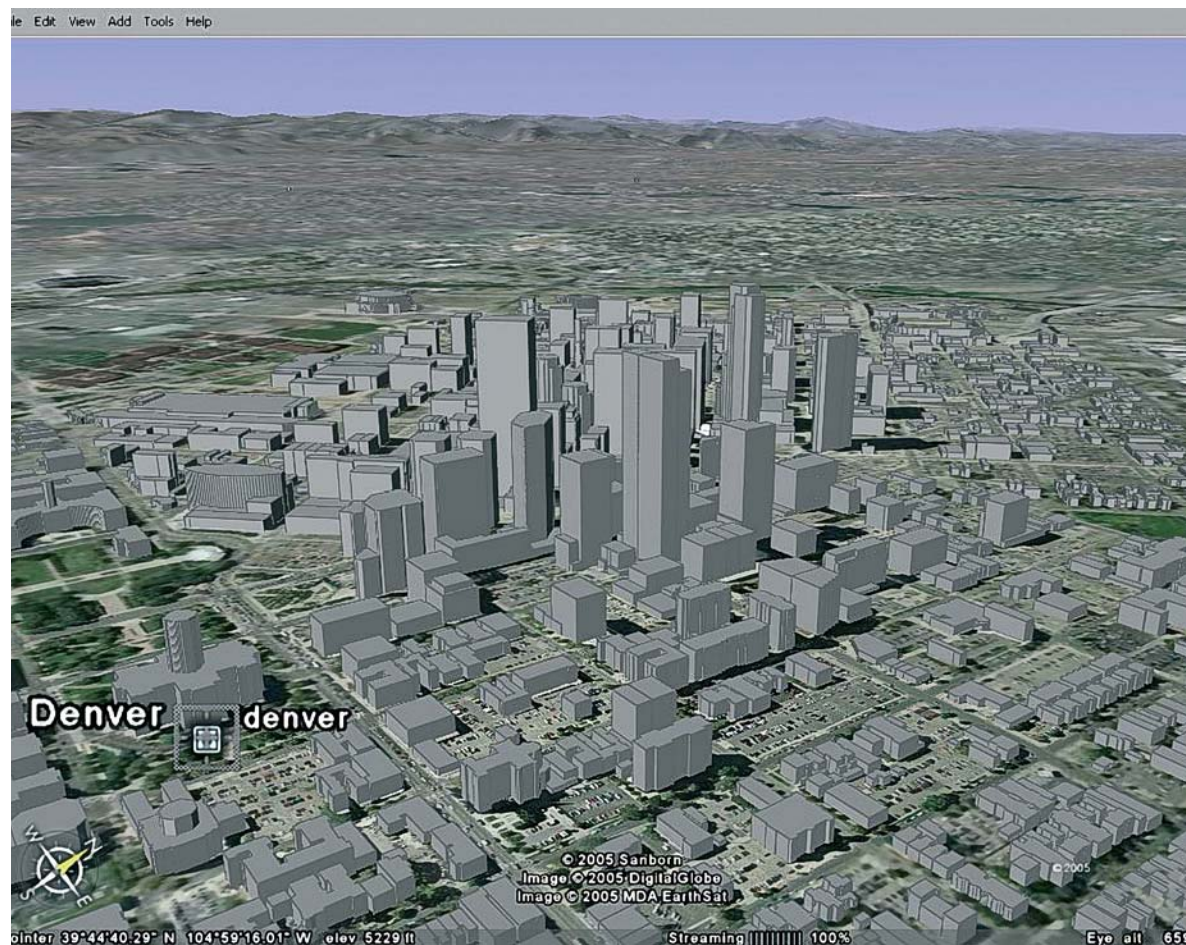 le Edit View Add Tools Help
Denver denver
W N
S E
© 2005 Sanborn
Image © 2005 DigitalGlobe
Image © 2005 MDA EarthSat
© 2005
ointer 39°44'40.29" N 104°59'16.01" W elev 5229 ft Streaming |||||||||| 100% Eye alt 659